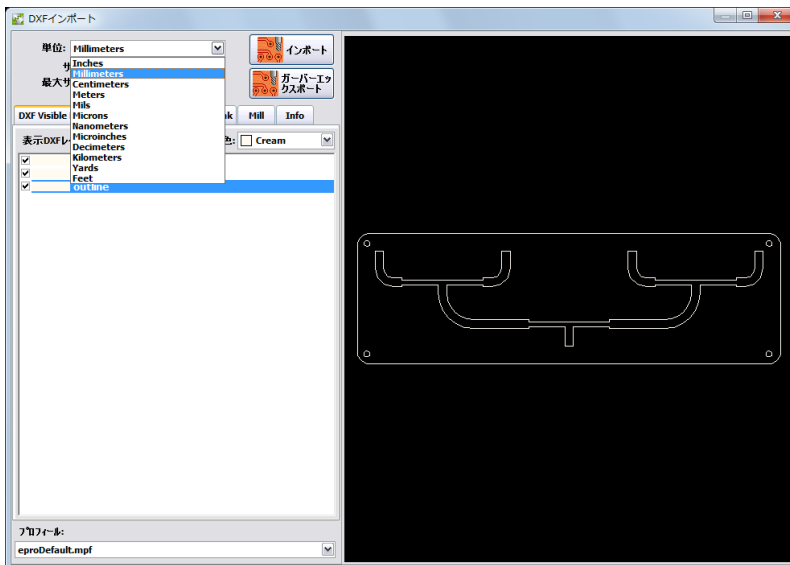 DXFインポート
単位: Millimeters
インポート
Inches
Millimeters
Centimeters
Meters
Mils
Microns
Nanometers
Microinches
Decimeters
Kilometers
Yards
Feet
最大サ
ガーバーエッ
クスポート
DXF Visible
Mill
Info
表示DXFレ
色:
Cream
outline
プロフィール:
eproDefault.mpf